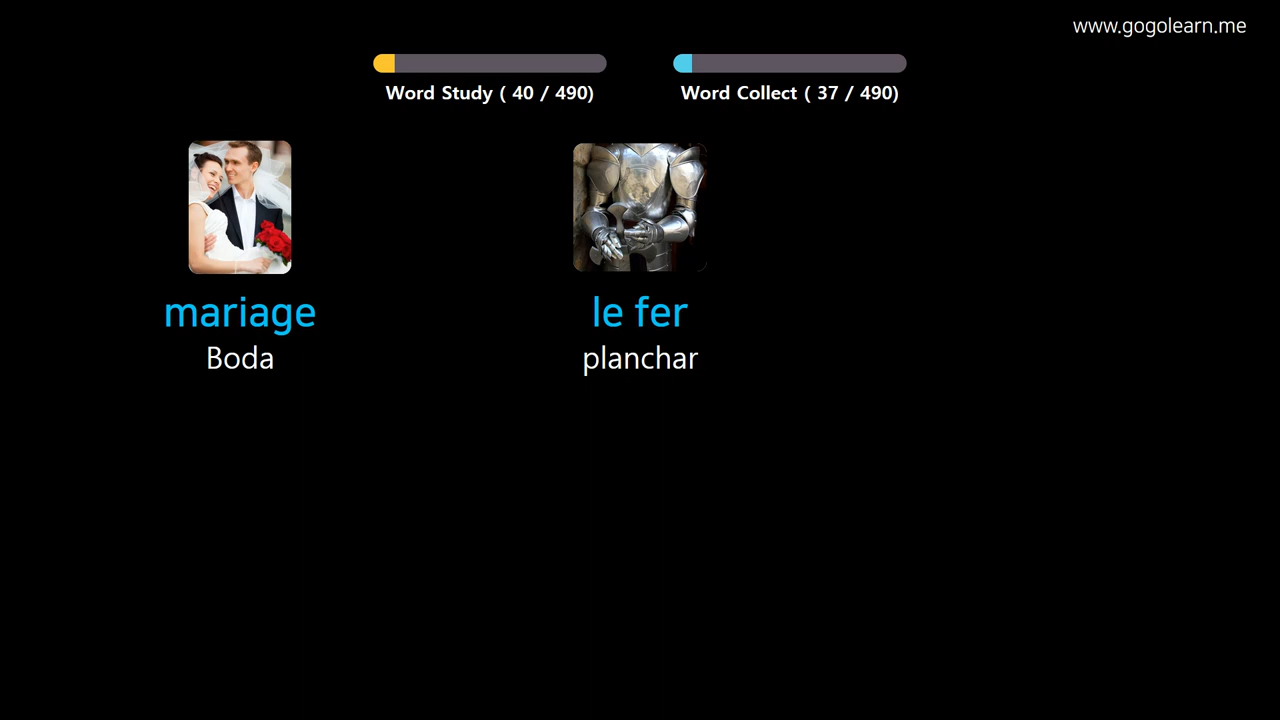 www.gogolearn.me
Word Study ( 40 / 490)
Word Collect ( 37 / 490)
mariage
Boda
le fer
planchar